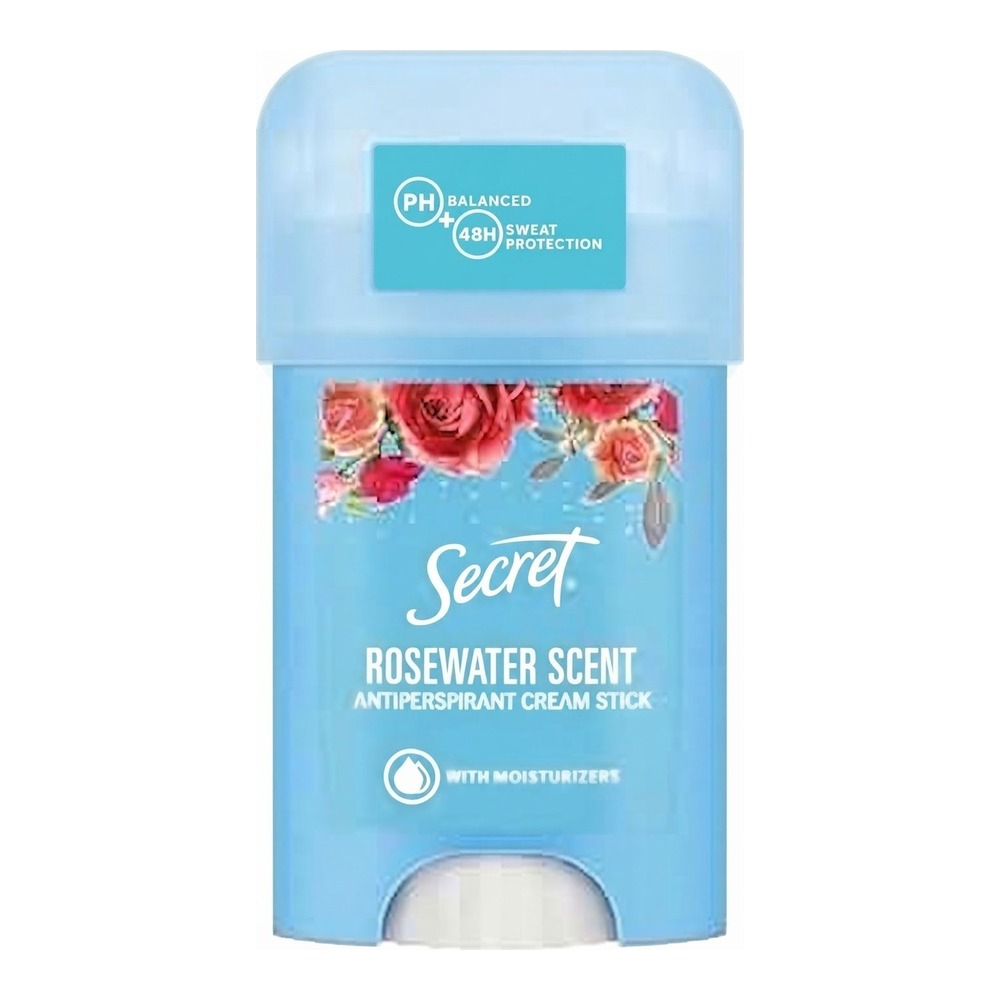 PH BALANCED
+
48H SWEAT
PROTECTION
Secret
ROSEWATER SCENT
ANTIPERSPIRANT CREAM STICK
WITH MOISTURIZERS